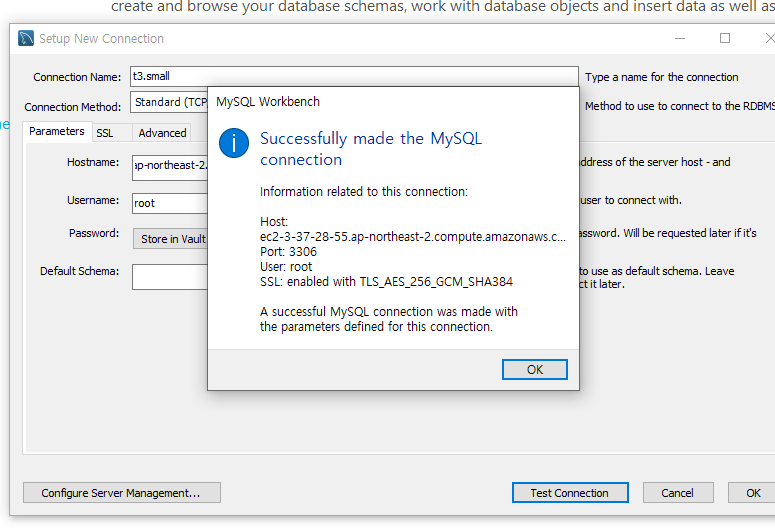 create and browse your database schemas, work with database objects and insert data as well as
Setup New Connection
Connection Name: t3.small Type a name for the connection
Connection Method: Standard (TCP Method to use to connect to the RDBMS
Parameters SSL Advanced
Hostname: ap-northeast-2. address of the server host - and
Username: root user to connect with.
Password: Store in Vault assword. Will be requested later if it's
Default Schema: to use as default schema. Leave
it later.
MySQL Workbench
Successfully made the MySQL
connection
Information related to this connection:
Host:
ec2-3-37-28-55.ap-northeast-2.compute.amazonaws.c...
Port: 3306
User: root
SSL: enabled with TLS_AES_256_GCM_SHA384
A successful MySQL connection was made with
the parameters defined for this connection.
OK
Configure Server Management... Test Connection Cancel OK